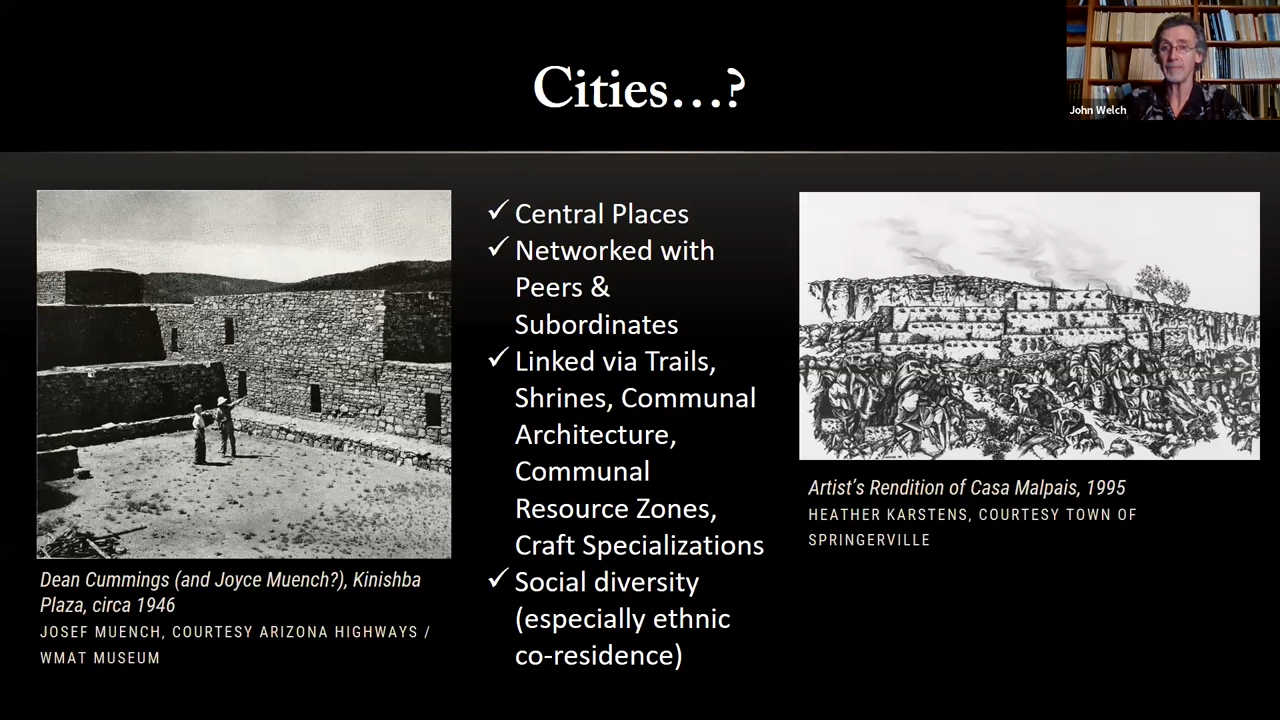 Cities…?
John Welch
✓ Central Places
✓ Networked with
Peers &
Subordinates
✓ Linked via Trails,
Shrines, Communal
Architecture,
Communal
Resource Zones,
Craft Specializations
✓ Social diversity
(especially ethnic
co-residence)
Dean Cummings (and Joyce Muench?), Kinishba
Plaza, circa 1946
JOSEF MUENCH, COURTESY ARIZONA HIGHWAYS /
WMAT MUSEUM
Artist’s Rendition of Casa Malpais, 1995
HEATHER KARSTENS, COURTESY TOWN OF
SPRINGERVILLE